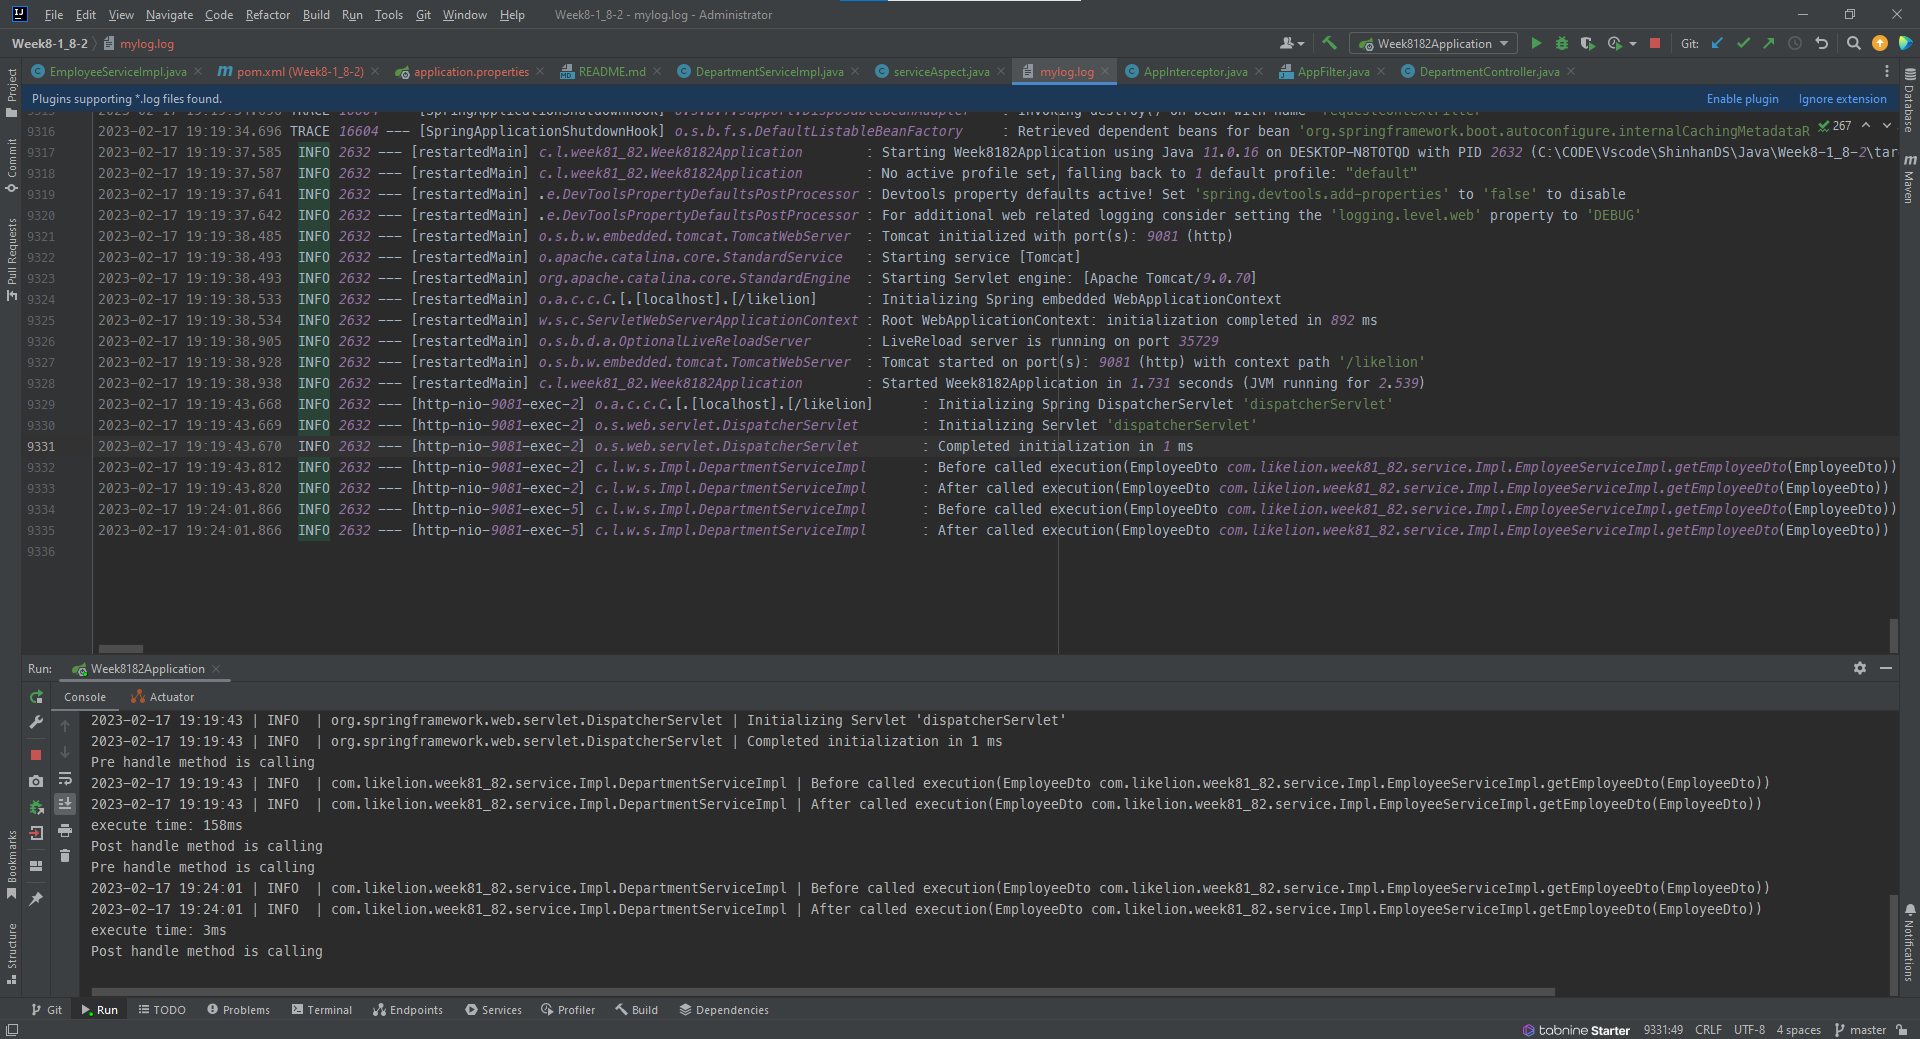 File Edit View Navigate Code Refactor Build Run Tools Git Window Help Week8-1_8-2 - mylog.log - Administrator
Week8-1_8-2 mylog.log Week8182Application Git:
EmployeeServiceImpl.java pom.xml (Week8-1_8-2) application.properties README.md DepartmentServiceImpl.java serviceAspect.java mylog.log AppInterceptor.java AppFilter.java DepartmentController.java
Plugins supporting *.log files found. Enable plugin Ignore extension
9316 2023-02-17 19:19:34.696 TRACE 16604 --- [SpringApplicationShutdownHook] o.s.b.f.s.DefaultListableBeanFactory : Retrieved dependent beans for bean 'org.springframework.boot.autoconfigure.internalCachingMetadataR 267
9317 2023-02-17 19:19:37.585 INFO 2632 --- [restartedMain] c.l.week81_82.Week8182Application : Starting Week8182Application using Java 11.0.16 on DESKTOP-N8TOTQD with PID 2632 (C:\CODE\Vscode\ShinhanDS\Java\Week8-1_8-2\tar
9318 2023-02-17 19:19:37.587 INFO 2632 --- [restartedMain] c.l.week81_82.Week8182Application : No active profile set, falling back to 1 default profile: "default"
9319 2023-02-17 19:19:37.641 INFO 2632 --- [restartedMain] .e.DevToolsPropertyDefaultsPostProcessor : Devtools property defaults active! Set 'spring.devtools.add-properties' to 'false' to disable
9320 2023-02-17 19:19:37.642 INFO 2632 --- [restartedMain] .e.DevToolsPropertyDefaultsPostProcessor : For additional web related logging consider setting the 'logging.level.web' property to 'DEBUG'
9321 2023-02-17 19:19:38.485 INFO 2632 --- [restartedMain] o.s.b.w.embedded.tomcat.TomcatWebServer : Tomcat initialized with port(s): 9081 (http)
9322 2023-02-17 19:19:38.493 INFO 2632 --- [restartedMain] o.apache.catalina.core.StandardService : Starting service [Tomcat]
9323 2023-02-17 19:19:38.493 INFO 2632 --- [restartedMain] org.apache.catalina.core.StandardEngine : Starting Servlet engine: [Apache Tomcat/9.0.70]
9324 2023-02-17 19:19:38.533 INFO 2632 --- [restartedMain] o.a.c.c.C.[.[localhost].[/likelion] : Initializing Spring embedded WebApplicationContext
9325 2023-02-17 19:19:38.534 INFO 2632 --- [restartedMain] w.s.c.ServletWebServerApplicationContext : Root WebApplicationContext: initialization completed in 892 ms
9326 2023-02-17 19:19:38.905 INFO 2632 --- [restartedMain] o.s.b.d.a.OptionalLiveReloadServer : LiveReload server is running on port 35729
9327 2023-02-17 19:19:38.928 INFO 2632 --- [restartedMain] o.s.b.w.embedded.tomcat.TomcatWebServer : Tomcat started on port(s): 9081 (http) with context path '/likelion'
9328 2023-02-17 19:19:38.938 INFO 2632 --- [restartedMain] c.l.week81_82.Week8182Application : Started Week8182Application in 1.731 seconds (JVM running for 2.539)
9329 2023-02-17 19:19:43.668 INFO 2632 --- [http-nio-9081-exec-2] o.a.c.c.C.[.[localhost].[/likelion] : Initializing Spring DispatcherServlet 'dispatcherServlet'
9330 2023-02-17 19:19:43.669 INFO 2632 --- [http-nio-9081-exec-2] o.s.web.servlet.DispatcherServlet : Initializing Servlet 'dispatcherServlet'
9331 2023-02-17 19:19:43.670 INFO 2632 --- [http-nio-9081-exec-2] o.s.web.servlet.DispatcherServlet : Completed initialization in 1 ms
9332 2023-02-17 19:19:43.812 INFO 2632 --- [http-nio-9081-exec-2] c.l.w.s.Impl.DepartmentServiceImpl : Before called execution(EmployeeDto com.likelion.week81_82.service.Impl.EmployeeServiceImpl.getEmployeeDto(EmployeeDto))
9333 2023-02-17 19:19:43.820 INFO 2632 --- [http-nio-9081-exec-2] c.l.w.s.Impl.DepartmentServiceImpl : After called execution(EmployeeDto com.likelion.week81_82.service.Impl.EmployeeServiceImpl.getEmployeeDto(EmployeeDto))
9334 2023-02-17 19:24:01.866 INFO 2632 --- [http-nio-9081-exec-5] c.l.w.s.Impl.DepartmentServiceImpl : Before called execution(EmployeeDto com.likelion.week81_82.service.Impl.EmployeeServiceImpl.getEmployeeDto(EmployeeDto))
9335 2023-02-17 19:24:01.866 INFO 2632 --- [http-nio-9081-exec-5] c.l.w.s.Impl.DepartmentServiceImpl : After called execution(EmployeeDto com.likelion.week81_82.service.Impl.EmployeeServiceImpl.getEmployeeDto(EmployeeDto))
9336
Run: Week8182Application
Console Actuator
2023-02-17 19:19:43 | INFO | org.springframework.web.servlet.DispatcherServlet | Initializing Servlet 'dispatcherServlet'
2023-02-17 19:19:43 | INFO | org.springframework.web.servlet.DispatcherServlet | Completed initialization in 1 ms
Pre handle method is calling
2023-02-17 19:19:43 | INFO | com.likelion.week81_82.service.Impl.DepartmentServiceImpl | Before called execution(EmployeeDto com.likelion.week81_82.service.Impl.EmployeeServiceImpl.getEmployeeDto(EmployeeDto))
2023-02-17 19:19:43 | INFO | com.likelion.week81_82.service.Impl.DepartmentServiceImpl | After called execution(EmployeeDto com.likelion.week81_82.service.Impl.EmployeeServiceImpl.getEmployeeDto(EmployeeDto))
execute time: 158ms
Post handle method is calling
Pre handle method is calling
2023-02-17 19:24:01 | INFO | com.likelion.week81_82.service.Impl.DepartmentServiceImpl | Before called execution(EmployeeDto com.likelion.week81_82.service.Impl.EmployeeServiceImpl.getEmployeeDto(EmployeeDto))
2023-02-17 19:24:01 | INFO | com.likelion.week81_82.service.Impl.DepartmentServiceImpl | After called execution(EmployeeDto com.likelion.week81_82.service.Impl.EmployeeServiceImpl.getEmployeeDto(EmployeeDto))
execute time: 3ms
Post handle method is calling
Git Run TODO Problems Terminal Endpoints Services Profiler Build Dependencies
tabnine Starter 9331:49 CRLF UTF-8 4 spaces master
Project
Commit
Pull Requests
Bookmarks
Structure
Database
Maven
Notifications